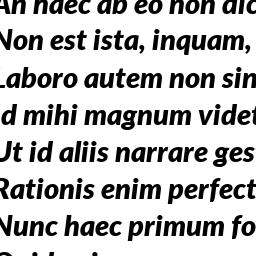 An haec ab eo non dic
Non est ista, inquam,
Laboro autem non sin
Id mihi magnum videt
Ut id aliis narrare ges
Rationis enim perfect
Nunc haec primum fo